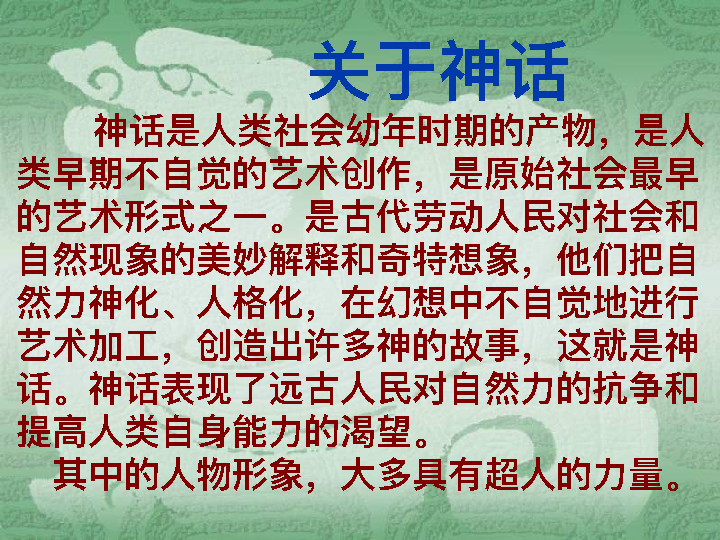 关于神话
神话是人类社会幼年时期的产物，是人
类早期不自觉的艺术创作，是原始社会最早
的艺术形式之一。是古代劳动人民对社会和
自然现象的美妙解释和奇特想象，他们把自
然力神化、人格化，在幻想中不自觉地进行
艺术加工，创造出许多神的故事，这就是神
话。神话表现了远古人民对自然力的抗争和
提高人类自身能力的渴望。
其中的人物形象，大多具有超人的力量。